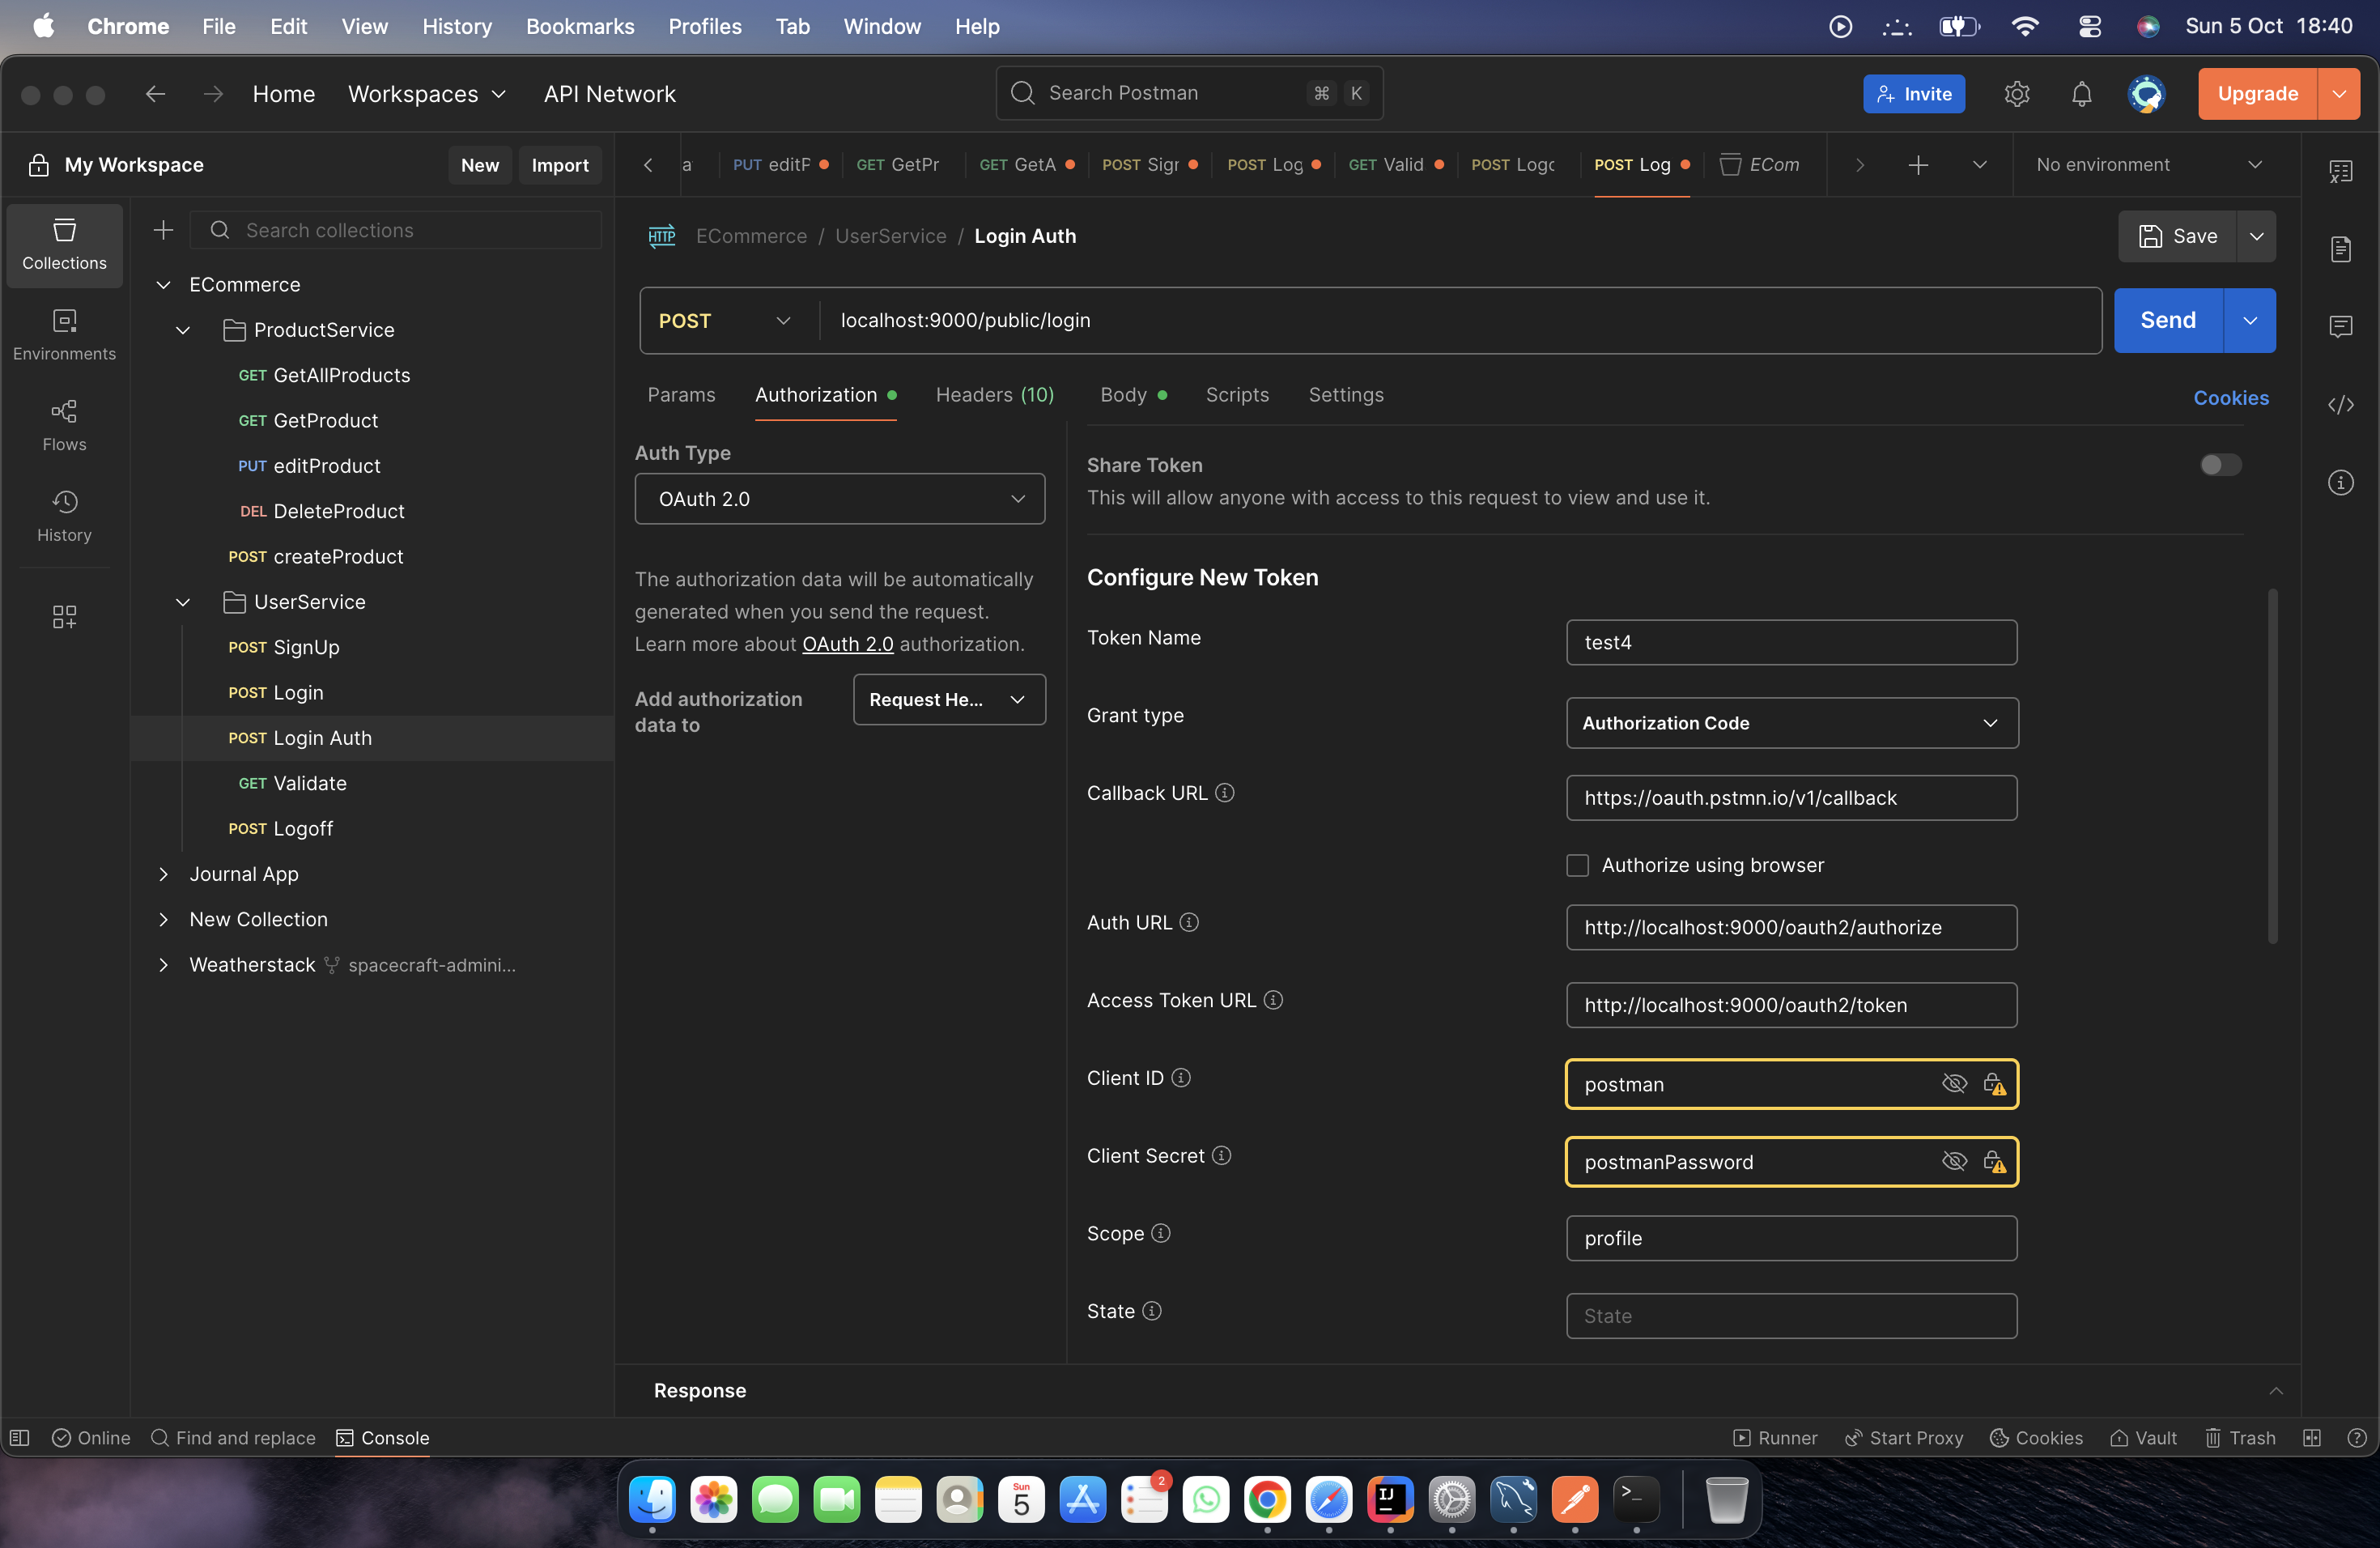 Chrome File Edit View History Bookmarks Profiles Tab Window Help Sun 5 Oct 18:40
Home Workspaces API Network Search Postman ⌘ K Invite Upgrade
My Workspace New Import
a PUT editP GET GetPr GET GetA POST Sigr POST Log GET Valid POST Logo POST Log ECom No environment
Collections
Environments
Flows
History
Search collections
ECommerce
ProductService
GET GetAllProducts
GET GetProduct
PUT editProduct
DEL DeleteProduct
POST createProduct
UserService
POST SignUp
POST Login
POST Login Auth
GET Validate
POST Logoff
Journal App
New Collection
Weatherstack spacecraft-admini...
HTTP ECommerce / UserService / Login Auth Save
POST localhost:9000/public/login Send
Params Authorization Headers (10) Body Scripts Settings Cookies
Auth Type
OAuth 2.0
The authorization data will be automatically
generated when you send the request.
Learn more about OAuth 2.0 authorization.
Add authorization
data to
Request He...
Share Token
This will allow anyone with access to this request to view and use it.
Configure New Token
Token Name test4
Grant type Authorization Code
Callback URL https://oauth.pstmn.io/v1/callback
Authorize using browser
Auth URL http://localhost:9000/oauth2/authorize
Access Token URL http://localhost:9000/oauth2/token
Client ID postman
Client Secret postmanPassword
Scope profile
State State
Response
Online Find and replace Console Runner Start Proxy Cookies Vault Trash
Sun
5
2
IJ